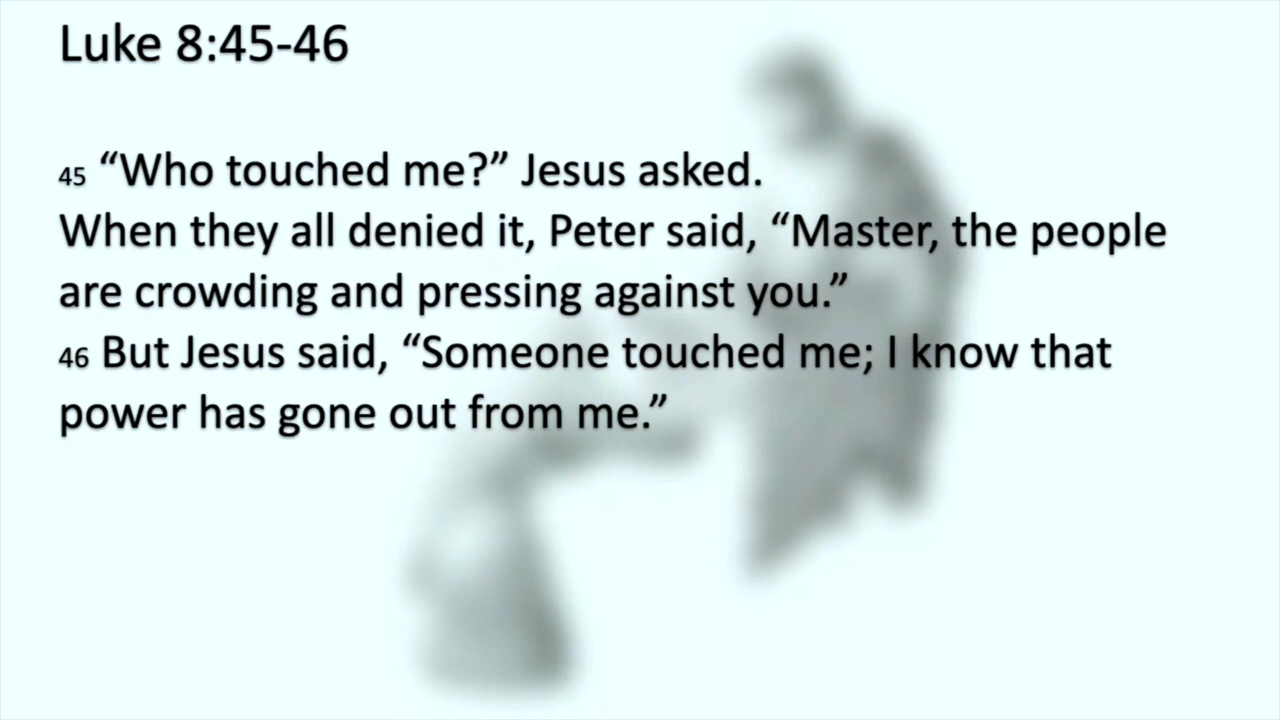 Luke 8:45-46
45 “Who touched me?” Jesus asked.
When they all denied it, Peter said, “Master, the people
are crowding and pressing against you.”
46 But Jesus said, “Someone touched me; I know that
power has gone out from me.”